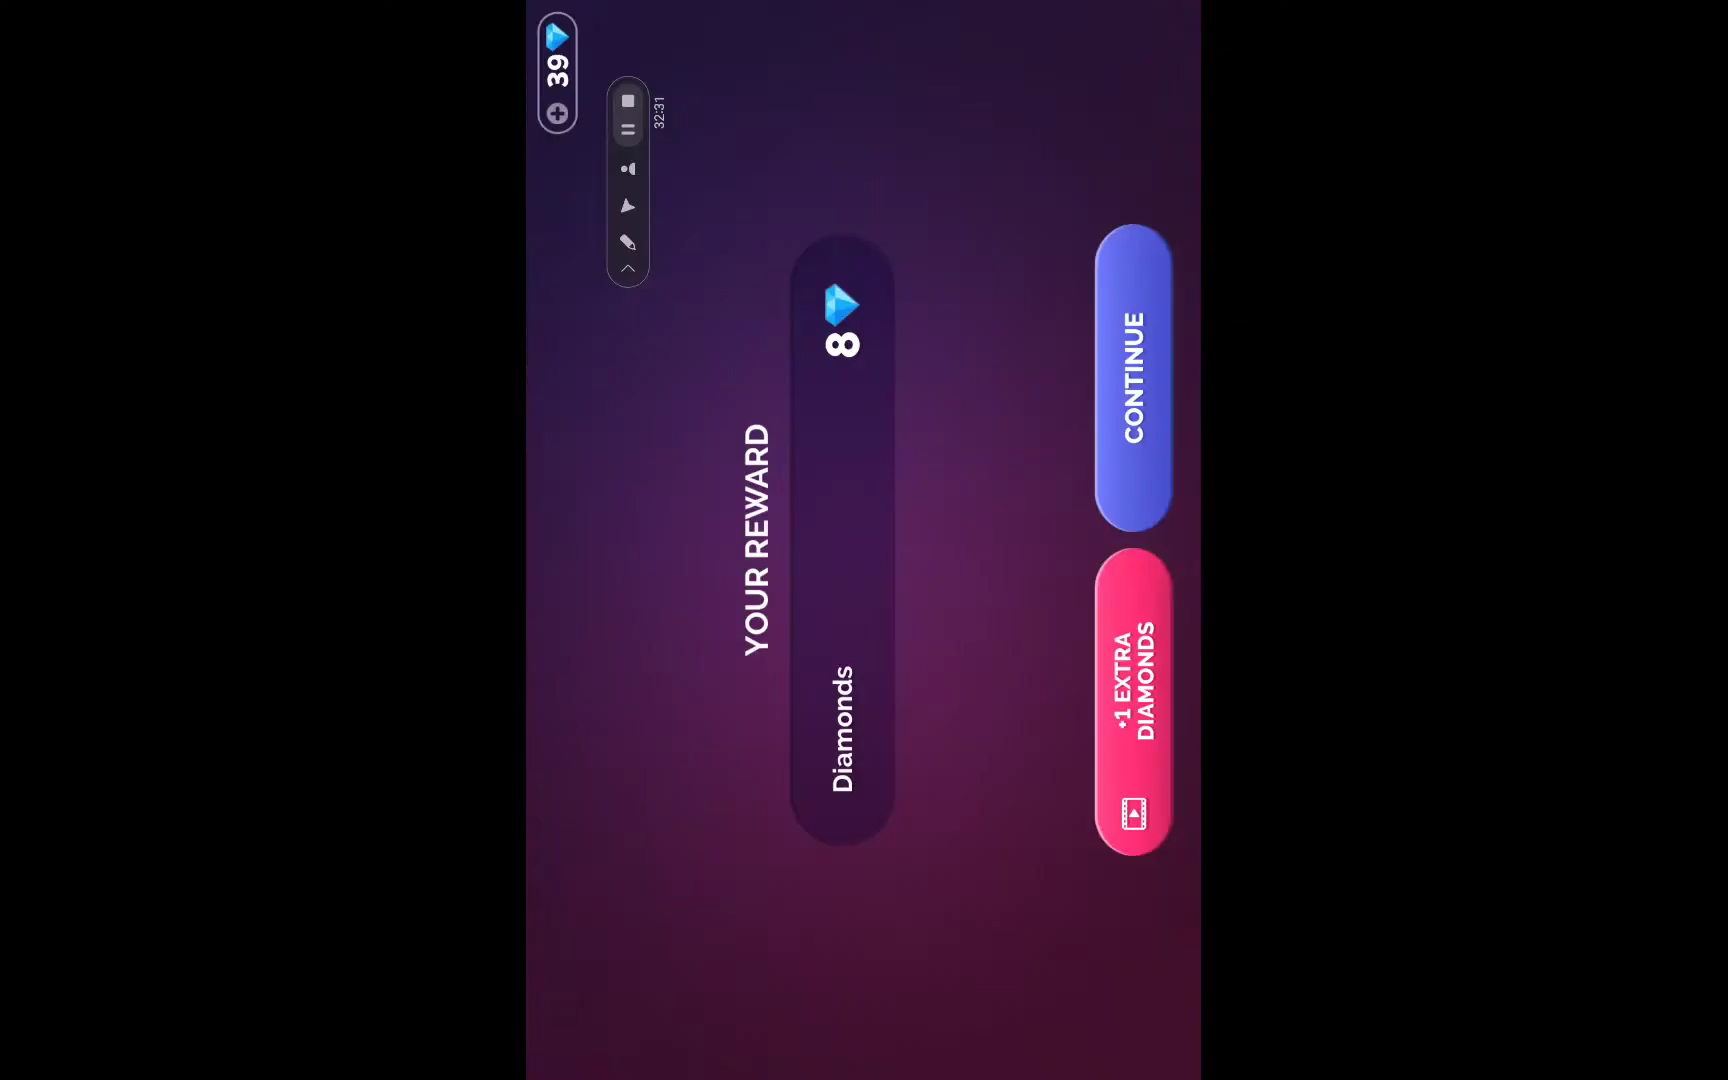 39
32:31
YOUR REWARD
Diamonds 8
+1 EXTRA
DIAMONDS
CONTINUE